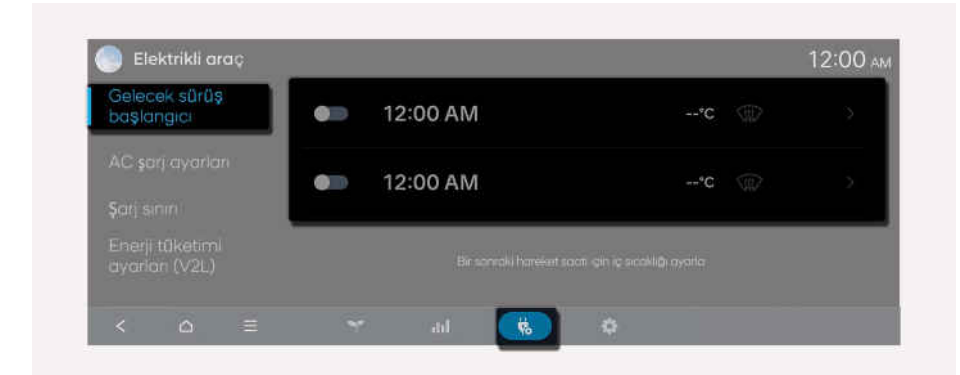 Elektrikli araç
12:00 AM
Gelecek sürüş
başlangıcı
12:00 AM
--°C
AC şarj ayarları
12:00 AM
--°C
Şarj sınırı
Enerji tüketimi
ayarları (V2L)
Bir sonraki hareket saati için iç sıcaklığı ayarla